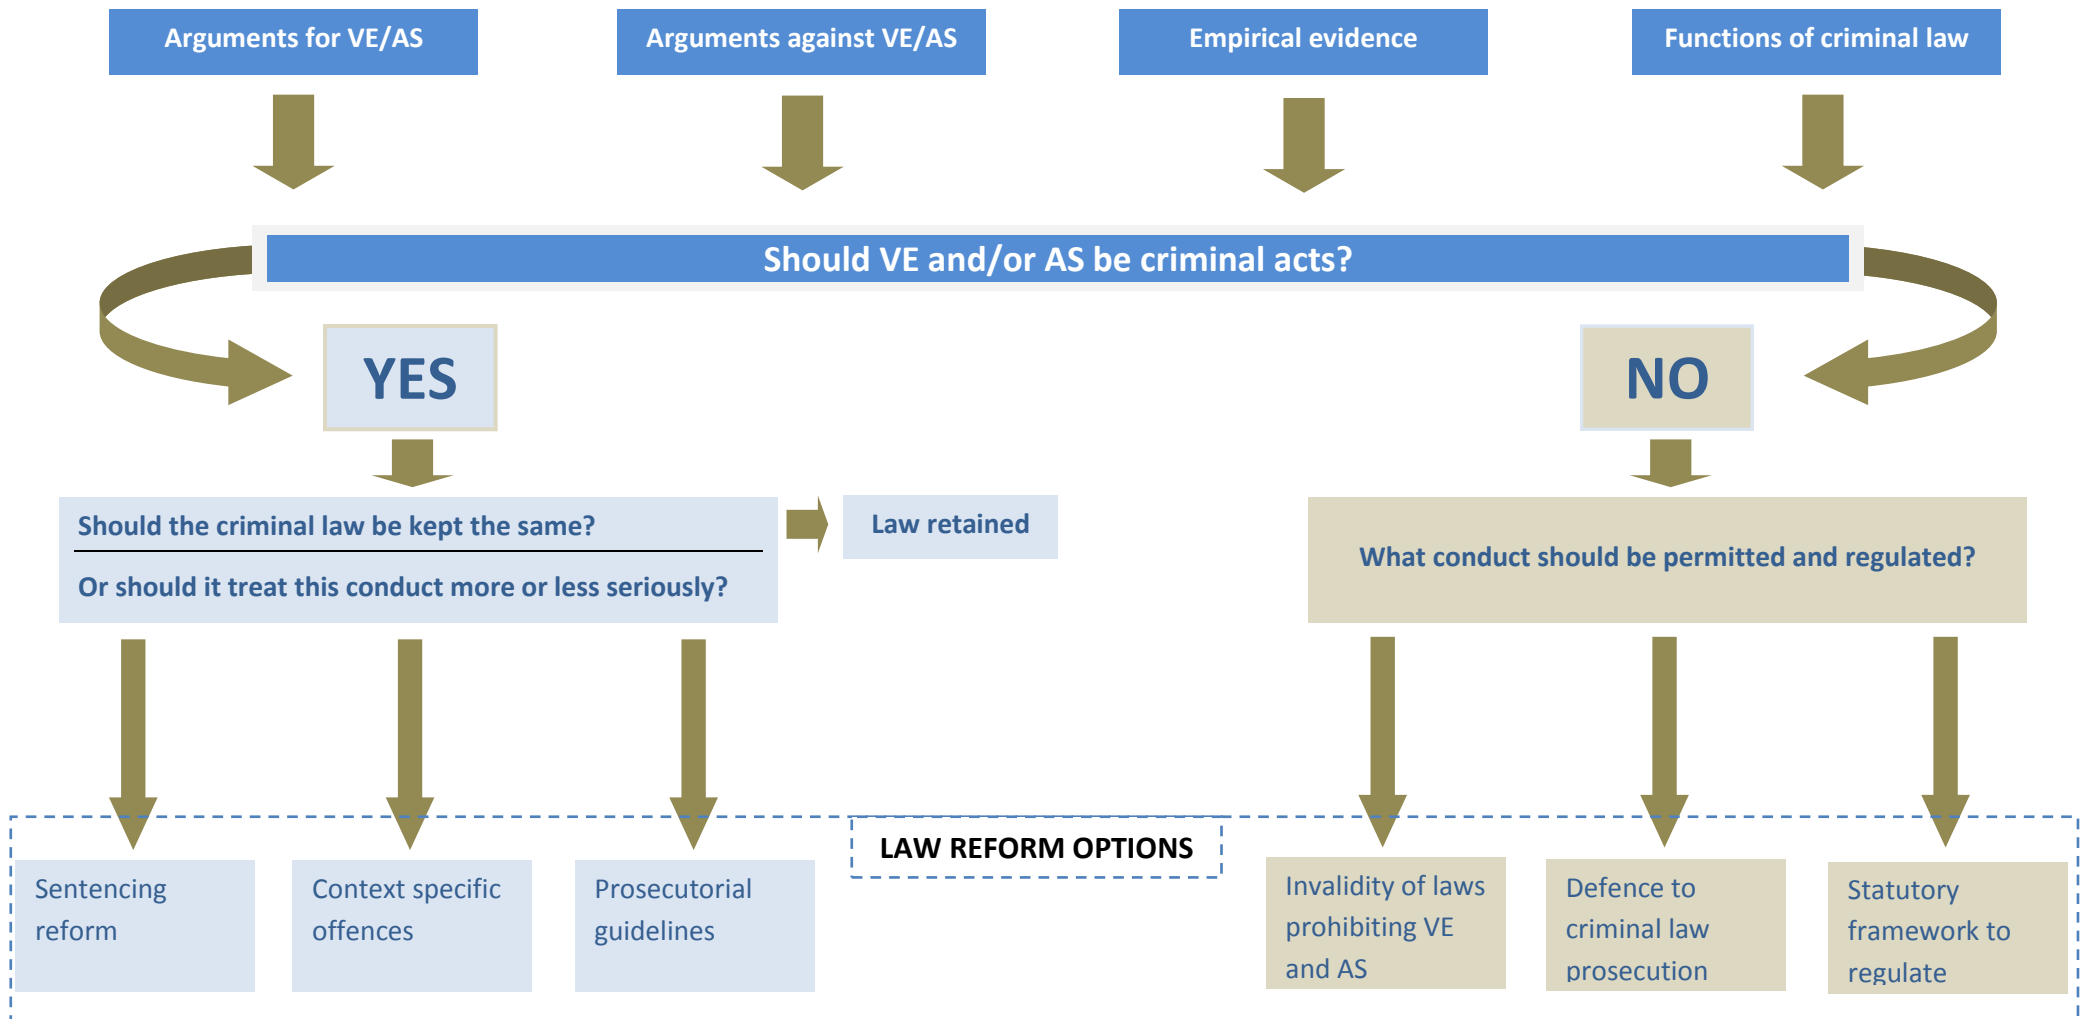 Arguments for VE/AS
Arguments against VE/AS
Empirical evidence
Functions of criminal law
Should VE and/or AS be criminal acts?
YES
NO
Should the criminal law be kept the same?
Or should it treat this conduct more or less seriously?
Law retained
What conduct should be permitted and regulated?
LAW REFORM OPTIONS
Sentencing
reform
Context specific
offences
Prosecutorial
guidelines
Invalidity of laws
prohibiting VE
and AS
Defence to
criminal law
prosecution
Statutory
framework to
regulate